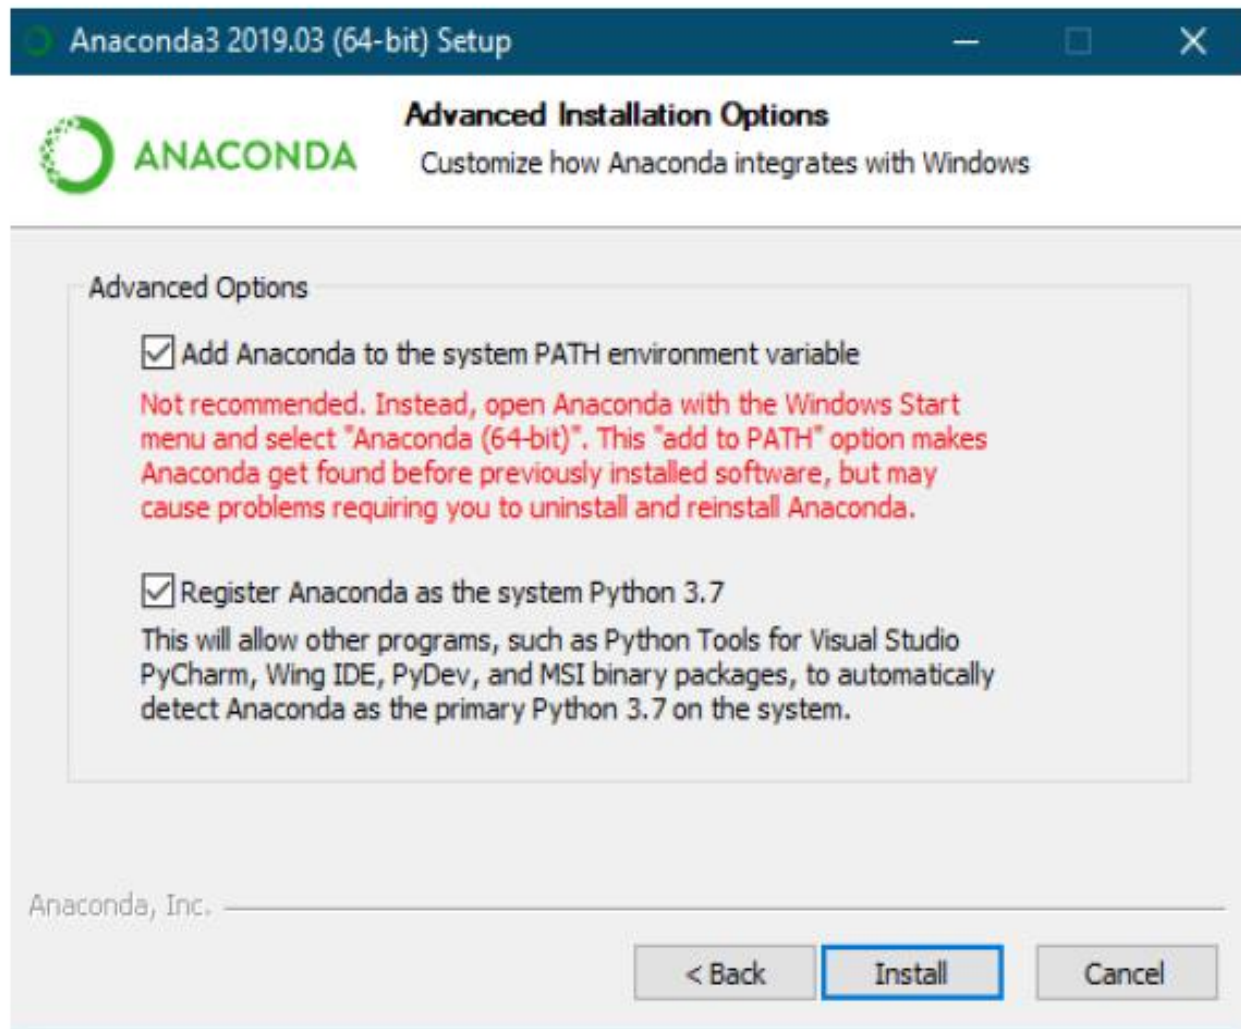 Anaconda3 2019.03 (64-bit) Setup
ANACONDA
Advanced Installation Options
Customize how Anaconda integrates with Windows
Advanced Options
Add Anaconda to the system PATH environment variable
Not recommended. Instead, open Anaconda with the Windows Start
menu and select "Anaconda (64-bit)". This "add to PATH" option makes
Anaconda get found before previously installed software, but may
cause problems requiring you to uninstall and reinstall Anaconda.
Register Anaconda as the system Python 3.7
This will allow other programs, such as Python Tools for Visual Studio
PyCharm, Wing IDE, PyDev, and MSI binary packages, to automatically
detect Anaconda as the primary Python 3.7 on the system.
Anaconda, Inc.
< Back
Install
Cancel